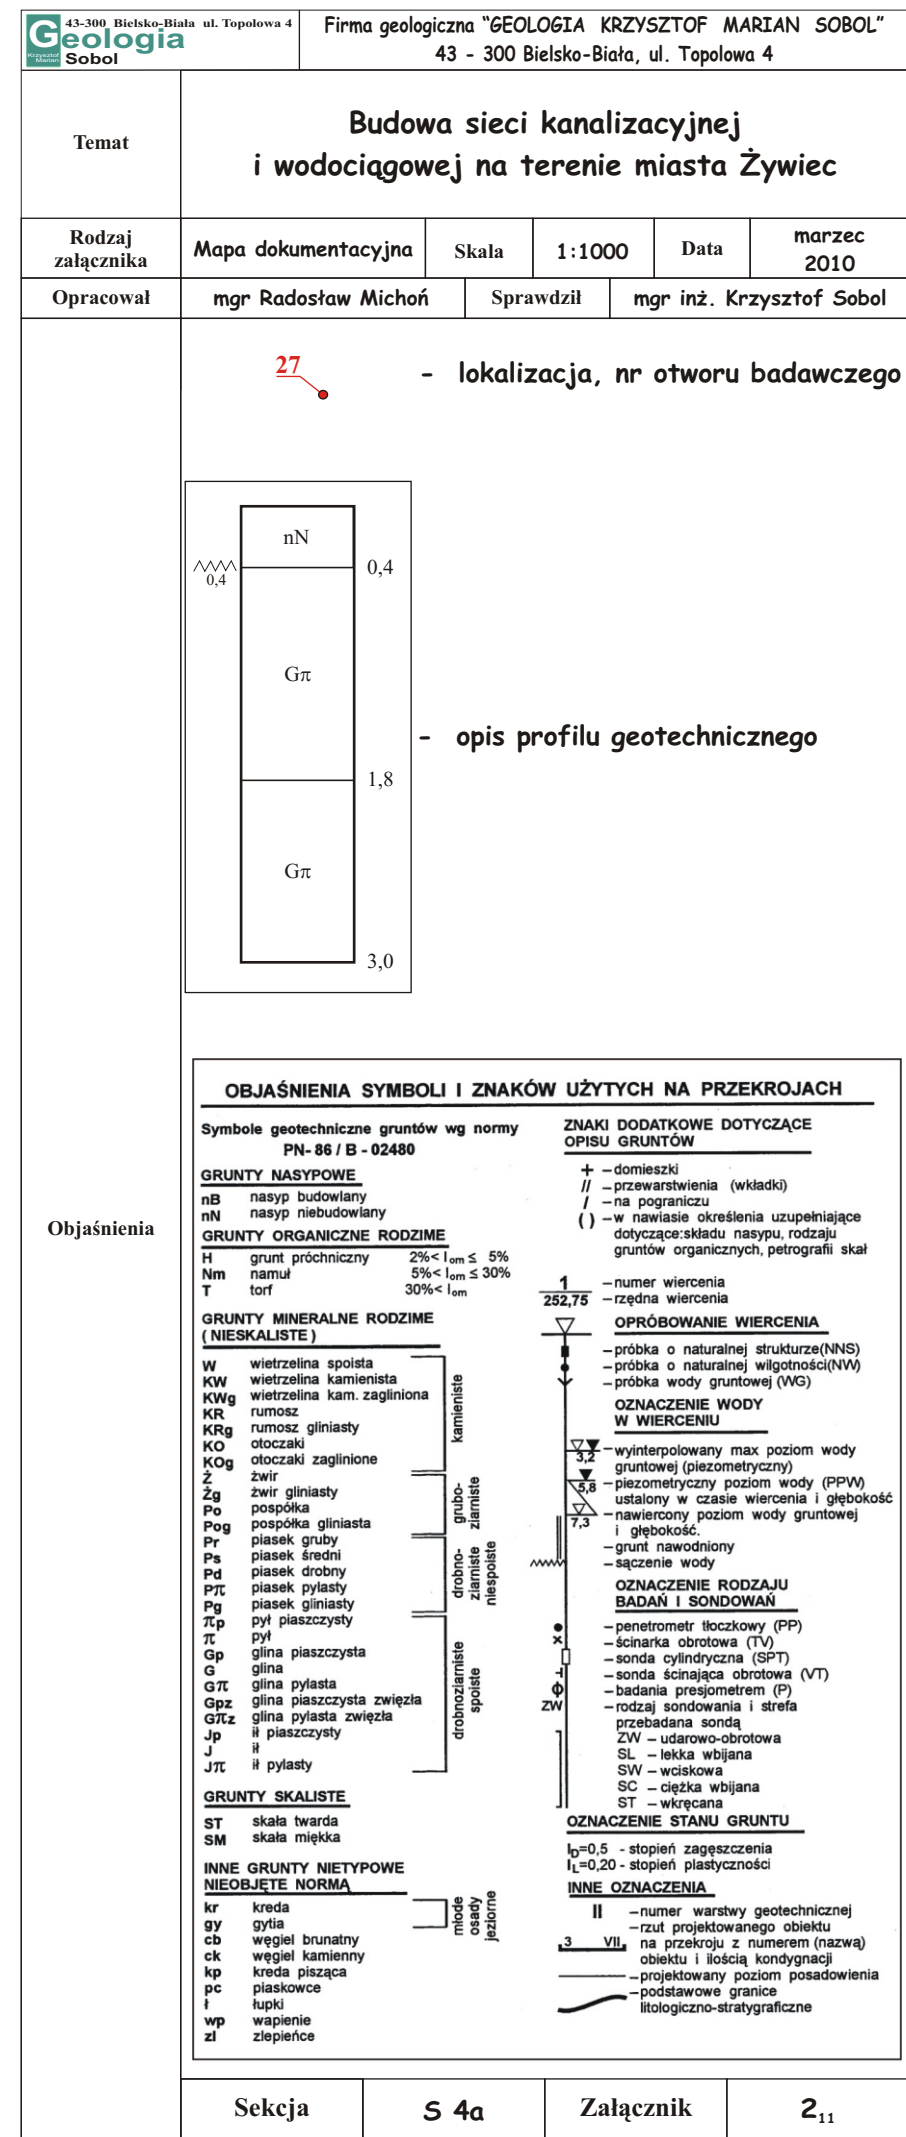 43-300 Bielsko-Biała ul. Topolowa 4
Geologia
Krzysztof
Marian
Sobol
Firma geologiczna “GEOLOGIA KRZYSZTOF MARIAN SOBOL”
43 - 300 Bielsko-Biała, ul. Topolowa 4
Temat
Budowa sieci kanalizacyjnej
i wodociągowej na terenie miasta Żywiec
Rodzaj
załącznika
Mapa dokumentacyjna
Skala
1:1000
Data
marzec
2010
Opracował
mgr Radosław Michoń
Sprawdził
mgr inż. Krzysztof Sobol
Objaśnienia
27
- lokalizacja, nr otworu badawczego
nN
0,4
0,4
Gπ
- opis profilu geotechnicznego
1,8
Gπ
3,0
OBJAŚNIENIA SYMBOLI I ZNAKÓW UŻYTYCH NA PRZEKROJACH
Symbole geotechniczne gruntów wg normy
PN- 86 / B - 02480
GRUNTY NASYPOWE
nB nasyp budowlany
nN nasyp niebudowlany
GRUNTY ORGANICZNE RODZIME
H grunt próchniczny 2%< Iom ≤ 5%
Nm namuł 5%< Iom ≤ 30%
T torf 30%< Iom
GRUNTY MINERALNE RODZIME
( NIESKALISTE )
W wietrzelina spoista
KW wietrzelina kamienista
KWg wietrzelina kam. zagliniona
KR rumosz
KRg rumosz gliniasty
KO otoczaki
KOg otoczaki zaglinione
kamieniste
Ż żwir
Żg żwir gliniasty
Po pospółka
Pog pospółka gliniasta
grubo-
ziarniste
Pr piasek gruby
Ps piasek średni
Pd piasek drobny
Pπ piasek pylasty
Pg piasek gliniasty
drobno-
ziarniste
niespoiste
πp pył piaszczysty
π pył
Gp glina piaszczysta
G glina
Gπ glina pylasta
Gpz glina piaszczysta zwięzła
Gπz glina pylasta zwięzła
Jp ił piaszczysty
J ił
Jπ ił pylasty
drobnoziarniste
spoiste
GRUNTY SKALISTE
ST skała twarda
SM skała miękka
INNE GRUNTY NIETYPOWE
NIEOBJĘTE NORMĄ
kr kreda
gy gytia
młode
osady
jeziorne
cb węgiel brunatny
ck węgiel kamienny
kp kreda pisząca
pc piaskowce
ł łupki
wp wapienie
zl zlepieńce
ZNAKI DODATKOWE DOTYCZĄCE
OPISU GRUNTÓW
+ – domieszki
// – przewarstwienia (wkładki)
/ – na pograniczu
( ) – w nawiasie określenia uzupełniające
dotyczące:składu nasypu, rodzaju
gruntów organicznych, petrografii skał
1 – numer wiercenia
252,75 – rzędna wiercenia
OPRÓBOWANIE WIERCENIA
– próbka o naturalnej strukturze(NNS)
– próbka o naturalnej wilgotności(NW)
– próbka wody gruntowej (WG)
OZNACZENIE WODY
W WIERCENIU
3,2 – wyinterpolowany max poziom wody
gruntowej (piezometryczny)
5,8 – piezometryczny poziom wody (PPW)
ustalony w czasie wiercenia i głębokość
7,3 – nawiercony poziom wody gruntowej
i głębokość.
– grunt nawodniony
– sączenie wody
OZNACZENIE RODZAJU
BADAŃ I SONDOWAŃ
– penetrometr tłoczkowy (PP)
x – ścinarka obrotowa (TV)
– sonda cylindryczna (SPT)
– sonda ścinająca obrotowa (VT)
– badania presjometrem (P)
ZW – rodzaj sondowania i strefa
przebadana sondą
ZW – udarowo-obrotowa
SL – lekka wbijana
SW – wciskowa
SC – ciężka wbijana
ST – wkręcana
OZNACZENIE STANU GRUNTU
ID=0,5 - stopień zagęszczenia
IL=0,20 - stopień plastyczności
INNE OZNACZENIA
II – numer warstwy geotechnicznej
– rzut projektowanego obiektu
3 VII na przekroju z numerem (nazwą)
obiektu i ilością kondygnacji
– projektowany poziom posadowienia
– podstawowe granice
litologiczno-stratygraficzne
Sekcja
S 4a
Załącznik
2₁₁